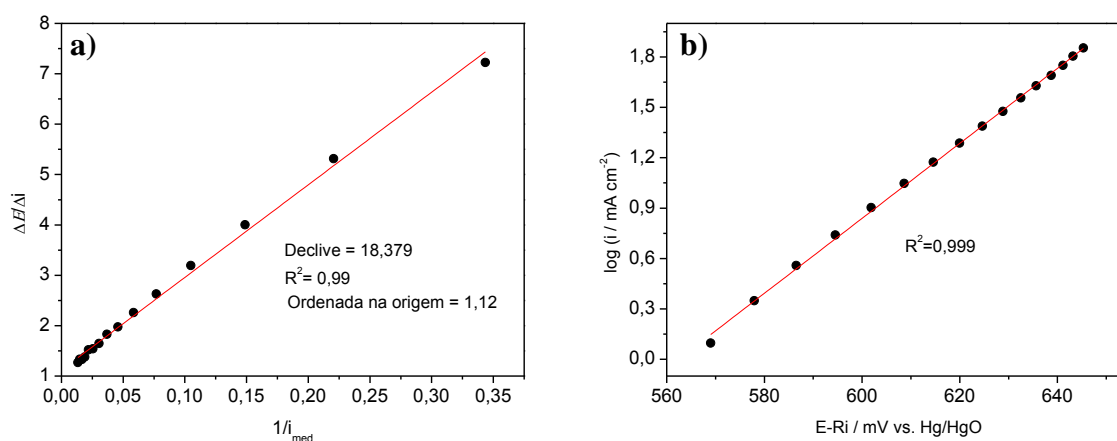 a)
8
7
6
5
4
3
2
1
ΔE/Δi
Declive = 18,379
R²= 0,99
Ordenada na origem = 1,12
0,00 0,05 0,10 0,15 0,20 0,25 0,30 0,35
1/i_med
b)
1,8
1,5
1,2
0,9
0,6
0,3
0,0
log (i / mA cm⁻²)
R²=0,999
560 580 600 620 640
E-Ri / mV vs. Hg/HgO